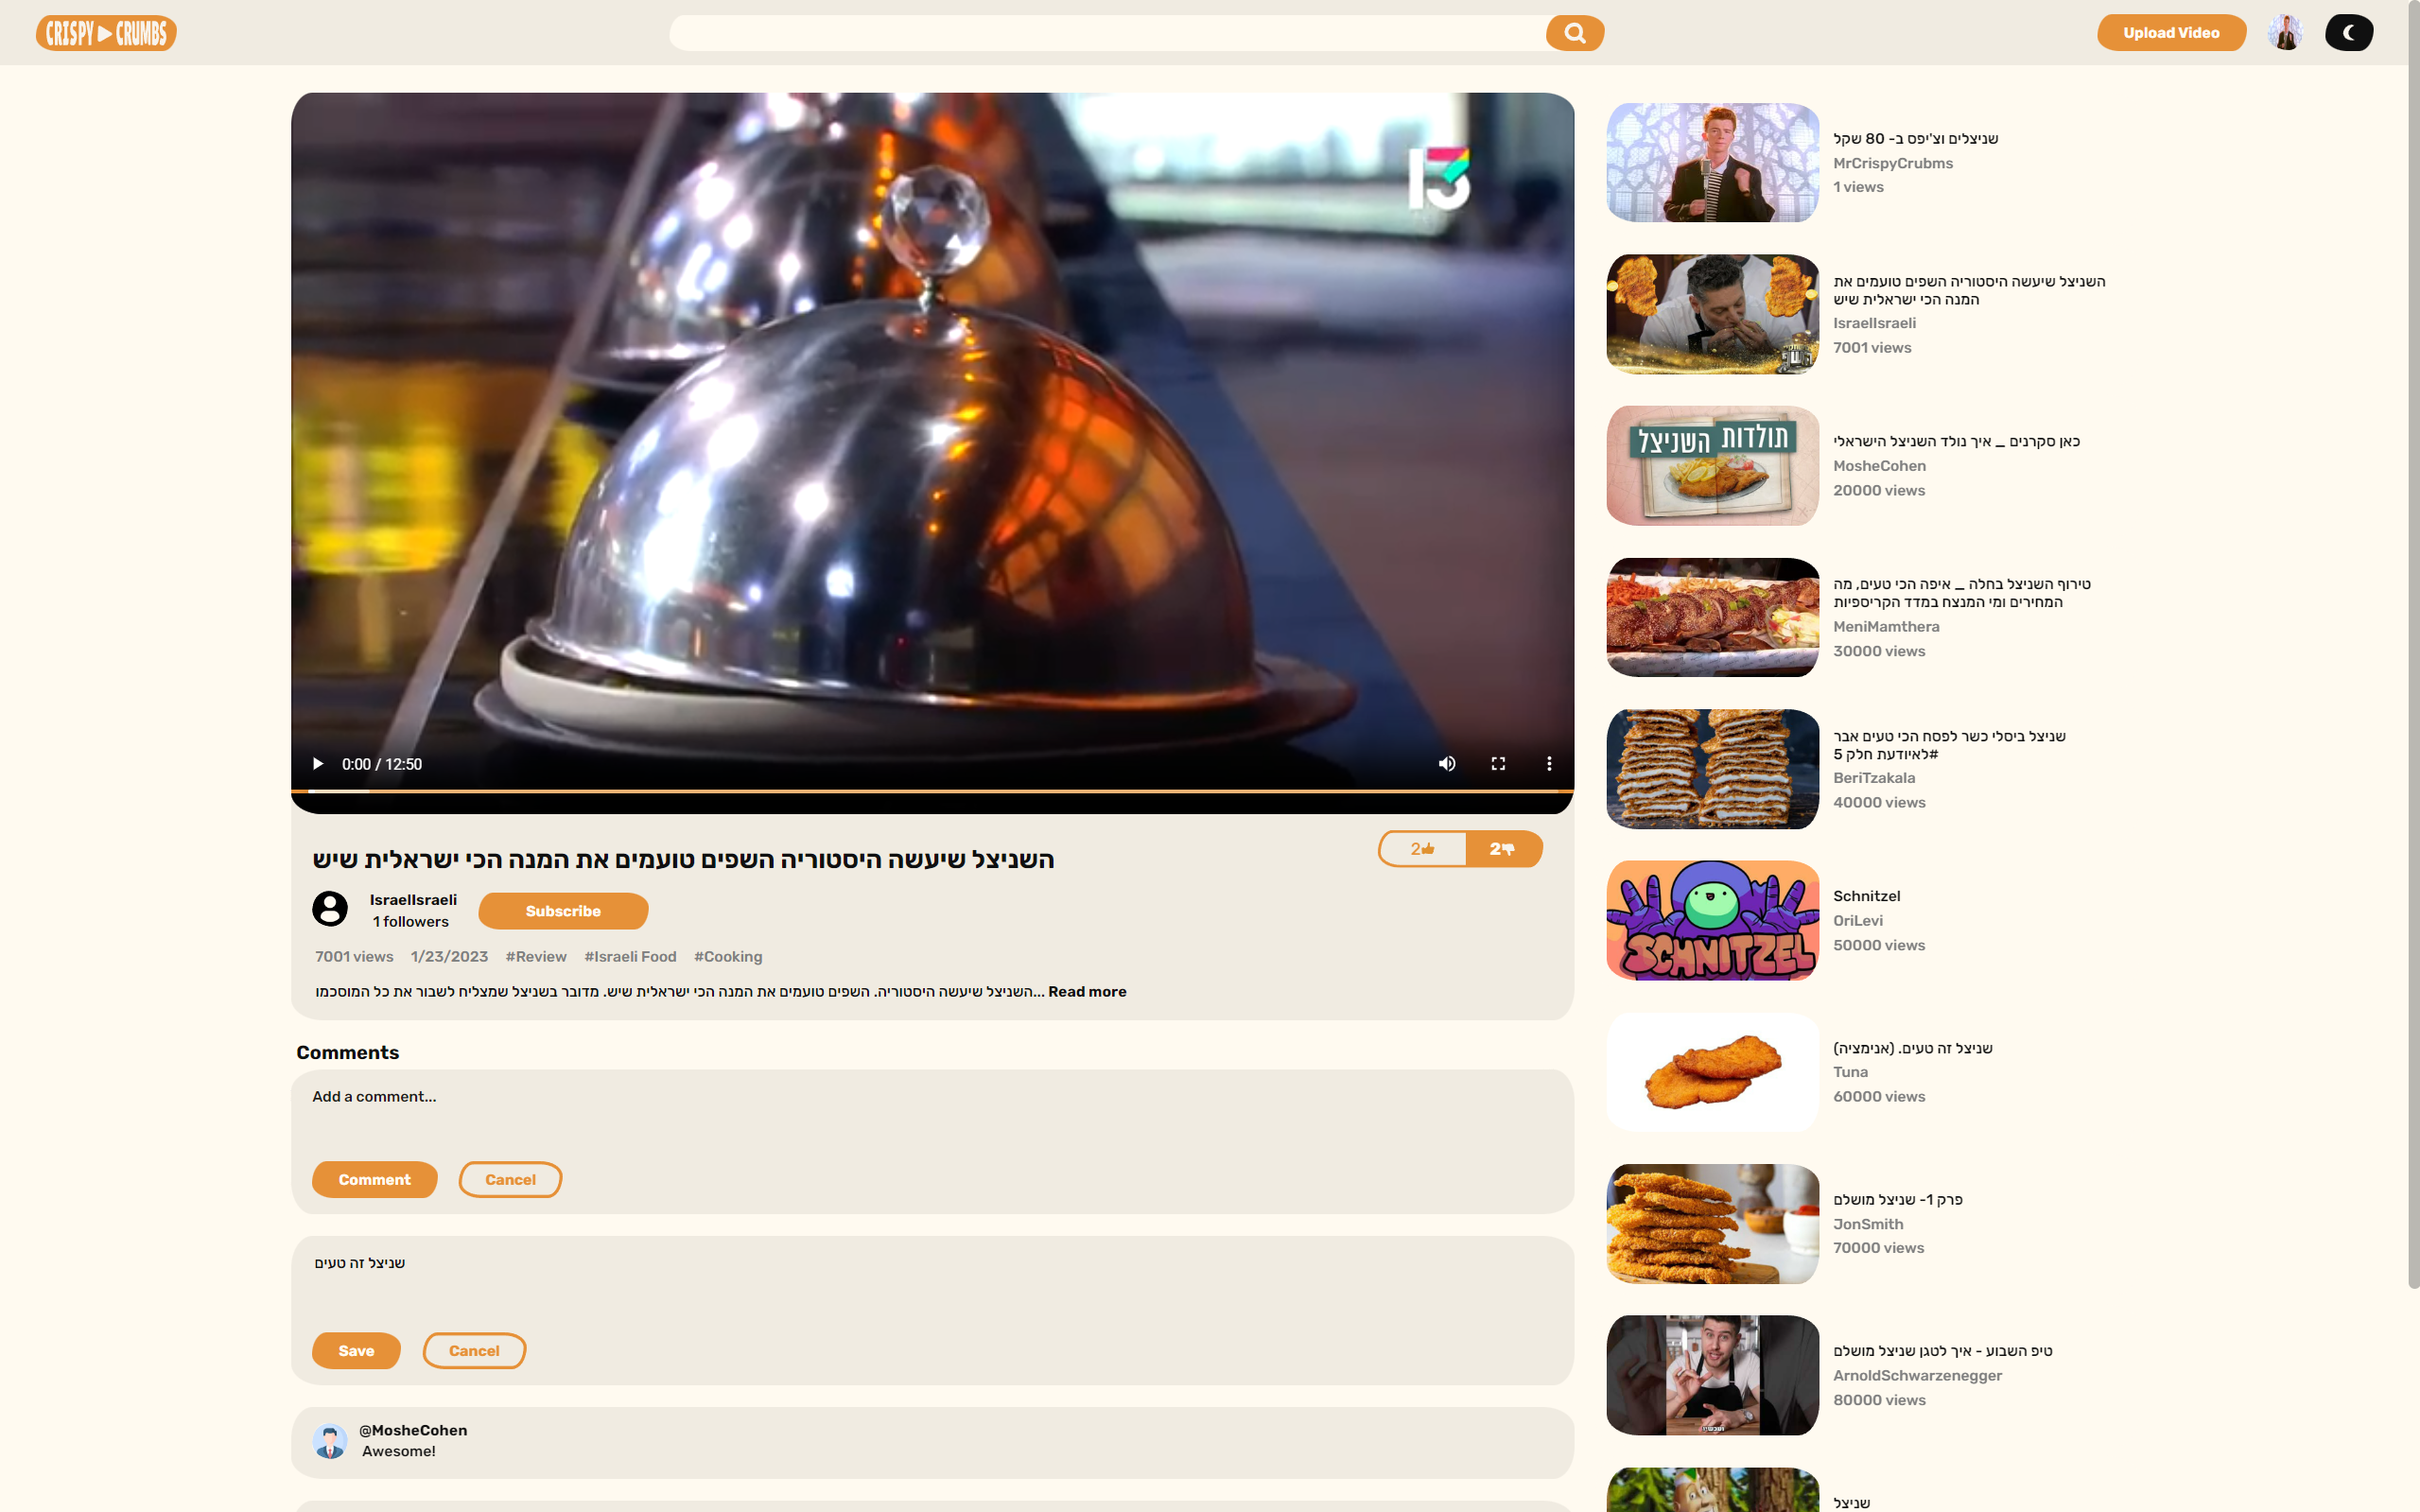 CRISPY CRUMBS
Upload Video
13
0:00 / 12:50
השניצל שיעשה היסטוריה השפים טועמים את המנה הכי ישראלית שיש
2
2
IsraelIsraeli
1 followers
Subscribe
7001 views 1/23/2023 #Review #Israeli Food #Cooking
השניצל שיעשה היסטוריה. השפים טועמים את המנה הכי ישראלית שיש. מדובר בשניצל שמצליח לשבור את כל המוסכמו... Read more
Comments
Add a comment...
Comment
Cancel
שניצל זה טעים
Save
Cancel
@MosheCohen
Awesome!
שניצלים וצ'יפס ב- 80 שקל
MrCrispyCrubms
1 views
השניצל שיעשה היסטוריה השפים טועמים את
המנה הכי ישראלית שיש
IsraelIsraeli
7001 views
תולדות השניצל
כאן סקרנים _ איך נולד השניצל הישראלי
MosheCohen
20000 views
טירוף השניצל בחלה _ איפה הכי טעים, מה
המחירים ומי המנצח במדד הקריספיות
MeniMamthera
30000 views
שניצל ביסלי כשר לפסח הכי טעים אבר
#לאיודעת חלק 5
BeriTzakala
40000 views
SCHNITZEL
Schnitzel
OriLevi
50000 views
שניצל זה טעים. (אנימציה)
Tuna
60000 views
פרק 1- שניצל מושלם
JonSmith
70000 views
טיפ השבוע - איך לטגן שניצל מושלם
ArnoldSchwarzenegger
80000 views
שניצל